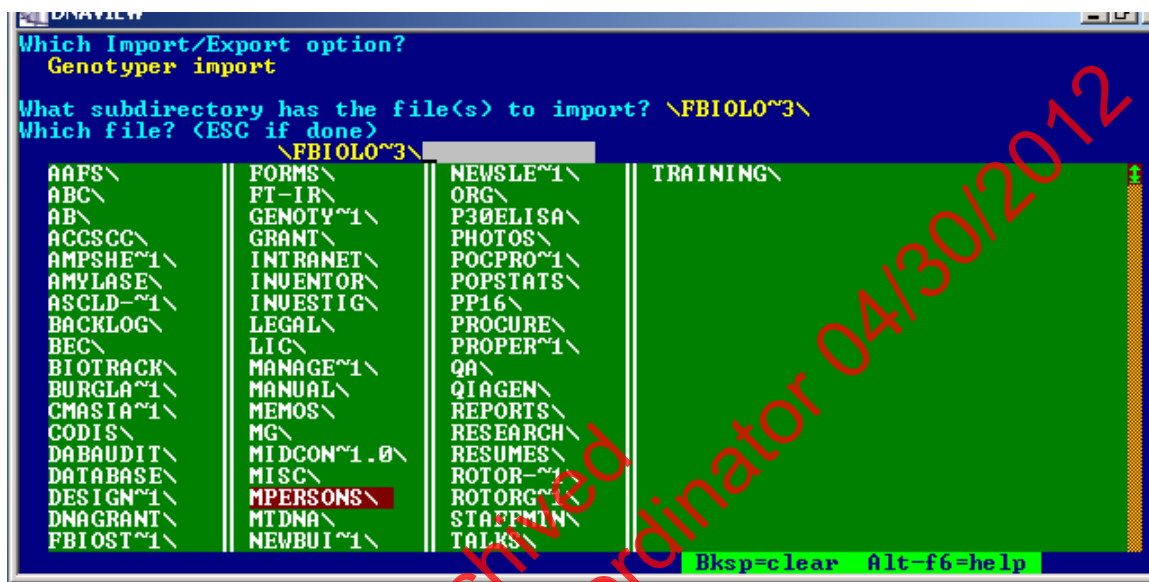 DNAVIEW
Which Import/Export option?
Genotyper import
What subdirectory has the file(s) to import? \FBIOLO~3\
Which file? (ESC if done)
\FBIOLO~3\
AAFS\ FORMS\ NEWSLE~1\ TRAINING\
ABC\ FT-IR\ ORG\
AB\ GENOTY~1\ P30ELISA\
ACCSCC\ GRANT\ PHOTOS\
AMPSHE~1\ INTRANET\ POCPRO~1\
AMYLASE\ INVENTOR\ POPSTATS\
ASCLD-~1\ INVESTIG\ PP16\
BACKLOG\ LEGAL\ PROCURE\
BEC\ LIC\ PROPER~1\
BIOTRACK\ MANAGE~1\ QA\
BURGLA~1\ MANUAL\ QIAGEN\
CMASIA~1\ MEMOS\ REPORTS\
CODIS\ MG\ RESEARCH\
DABAUDIT\ MIDCON~1.0\ RESUMES\
DATABASE\ MISC\ ROTOR-~1\
DESIGN~1\ MPERSONS\ ROTORG~1\
DNAGRANT\ MTDNA\ STAFFMTN\
FBIOST~1\ NEWBUI~1\ TALKS\
Bksp=clear Alt-f6=help
chived
ordinator 04/30/2012